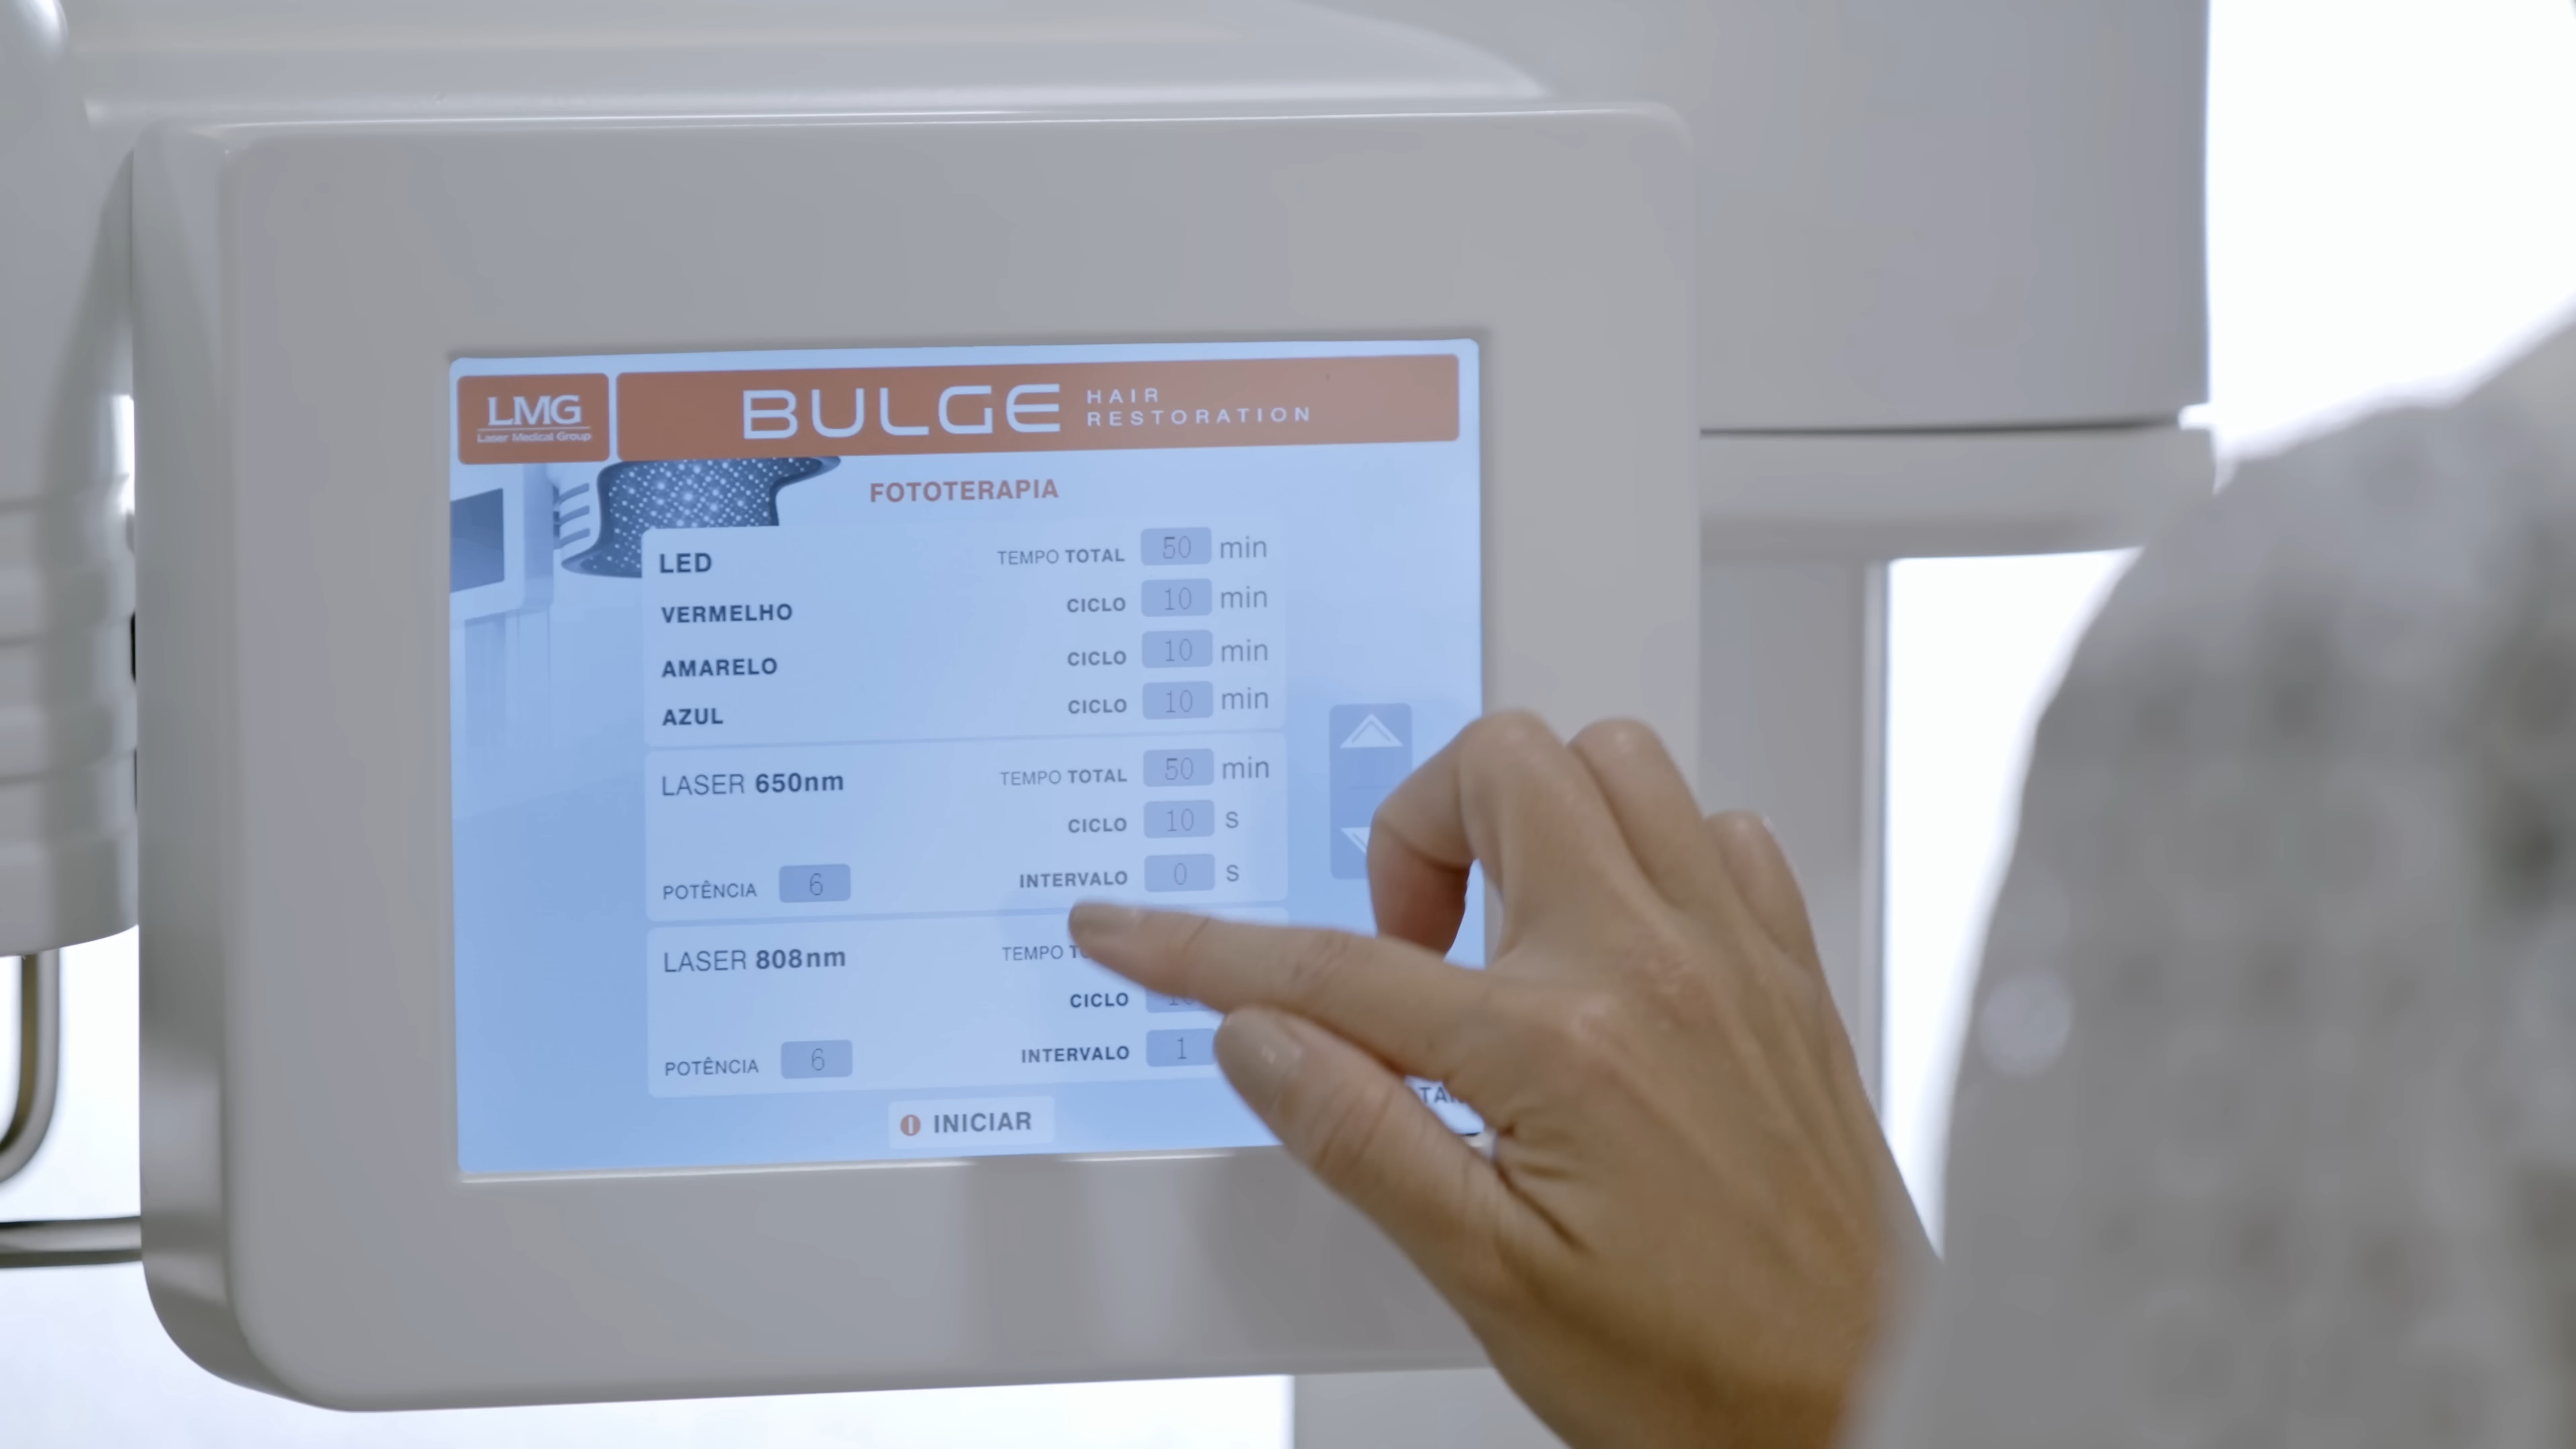 LMG
Laser Medical Group
BULGE HAIR RESTORATION
FOTOTERAPIA
LED TEMPO TOTAL 50 min
VERMELHO CICLO 10 min
AMARELO CICLO 10 min
AZUL CICLO 10 min
LASER 650nm TEMPO TOTAL 50 min
CICLO 10 s
POTÊNCIA 6 INTERVALO 0 s
LASER 808nm TEMPO
CICLO
POTÊNCIA 6 INTERVALO 1
INICIAR